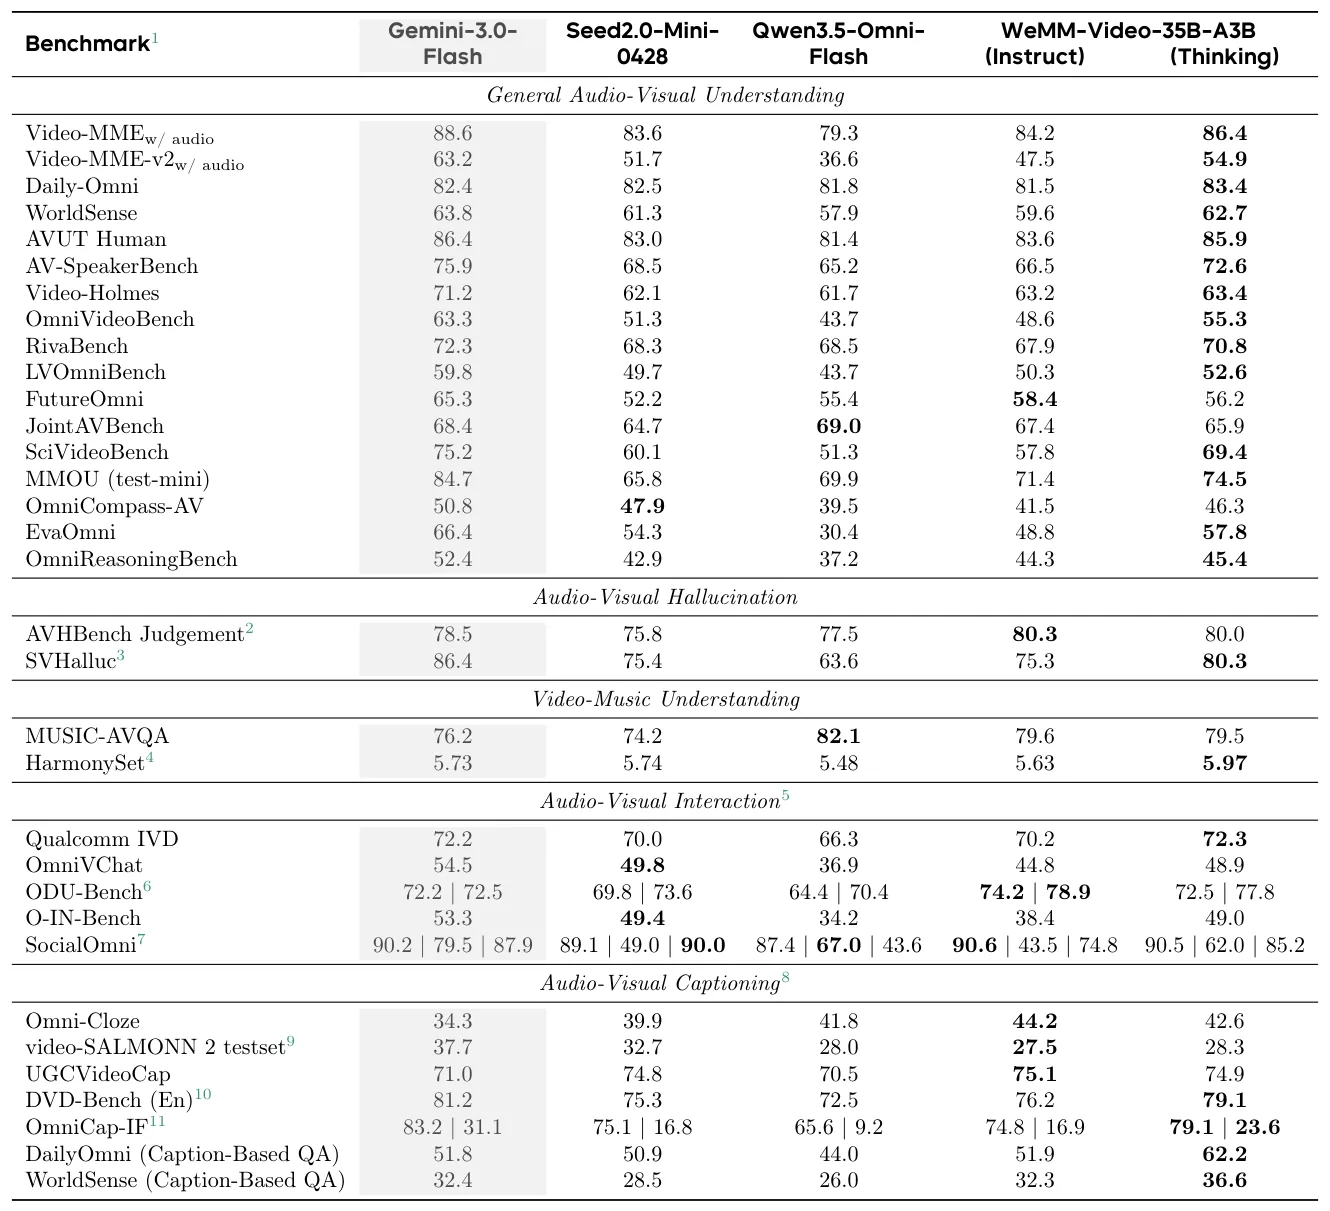 Benchmark1 Gemini-3.0-Flash Seed2.0-Mini-0428 Qwen3.5-Omni-Flash WeMM-Video-35B-A3B (Instruct) (Thinking)
General Audio-Visual Understanding
Video-MMEw/ audio 88.6 83.6 79.3 84.2 86.4
Video-MME-v2w/ audio 63.2 51.7 36.6 47.5 54.9
Daily-Omni 82.4 82.5 81.8 81.5 83.4
WorldSense 63.8 61.3 57.9 59.6 62.7
AVUT Human 86.4 83.0 81.4 83.6 85.9
AV-SpeakerBench 75.9 68.5 65.2 66.5 72.6
Video-Holmes 71.2 62.1 61.7 63.2 63.4
OmniVideoBench 63.3 51.3 43.7 48.6 55.3
RivaBench 72.3 68.3 68.5 67.9 70.8
LVOmniBench 59.8 49.7 43.7 50.3 52.6
FutureOmni 65.3 52.2 55.4 58.4 56.2
JointAVBench 68.4 64.7 69.0 67.4 65.9
SciVideoBench 75.2 60.1 51.3 57.8 69.4
MMOU (test-mini) 84.7 65.8 69.9 71.4 74.5
OmniCompass-AV 50.8 47.9 39.5 41.5 46.3
EvaOmni 66.4 54.3 30.4 48.8 57.8
OmniReasoningBench 52.4 42.9 37.2 44.3 45.4
Audio-Visual Hallucination
AVHBench Judgement2 78.5 75.8 77.5 80.3 80.0
SVHalluc3 86.4 75.4 63.6 75.3 80.3
Video-Music Understanding
MUSIC-AVQA 76.2 74.2 82.1 79.6 79.5
HarmonySet4 5.73 5.74 5.48 5.63 5.97
Audio-Visual Interaction5
Qualcomm IVD 72.2 70.0 66.3 70.2 72.3
OmniVChat 54.5 49.8 36.9 44.8 48.9
ODU-Bench6 72.2 | 72.5 69.8 | 73.6 64.4 | 70.4 74.2 | 78.9 72.5 | 77.8
O-IN-Bench 53.3 49.4 34.2 38.4 49.0
SocialOmni7 90.2 | 79.5 | 87.9 89.1 | 49.0 | 90.0 87.4 | 67.0 | 43.6 90.6 | 43.5 | 74.8 90.5 | 62.0 | 85.2
Audio-Visual Captioning8
Omni-Cloze 34.3 39.9 41.8 44.2 42.6
video-SALMONN 2 testset9 37.7 32.7 28.0 27.5 28.3
UGCVideoCap 71.0 74.8 70.5 75.1 74.9
DVD-Bench (En)10 81.2 75.3 72.5 76.2 79.1
OmniCap-IF11 83.2 | 31.1 75.1 | 16.8 65.6 | 9.2 74.8 | 16.9 79.1 | 23.6
DailyOmni (Caption-Based QA) 51.8 50.9 44.0 51.9 62.2
WorldSense (Caption-Based QA) 32.4 28.5 26.0 32.3 36.6